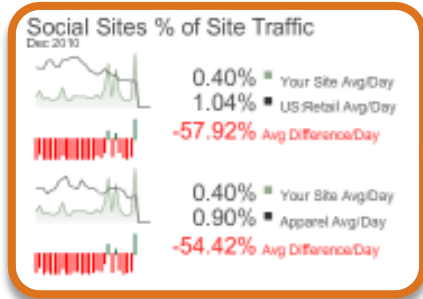 Social Sites % of Site Traffic
Dec 2010
0.40% Your Site Avg/Day
1.04% US:Retail Avg/Day
-57.92% Avg Difference/Day
0.40% Your Site Avg/Day
0.90% Apparel Avg/Day
-54.42% Avg Difference/Day